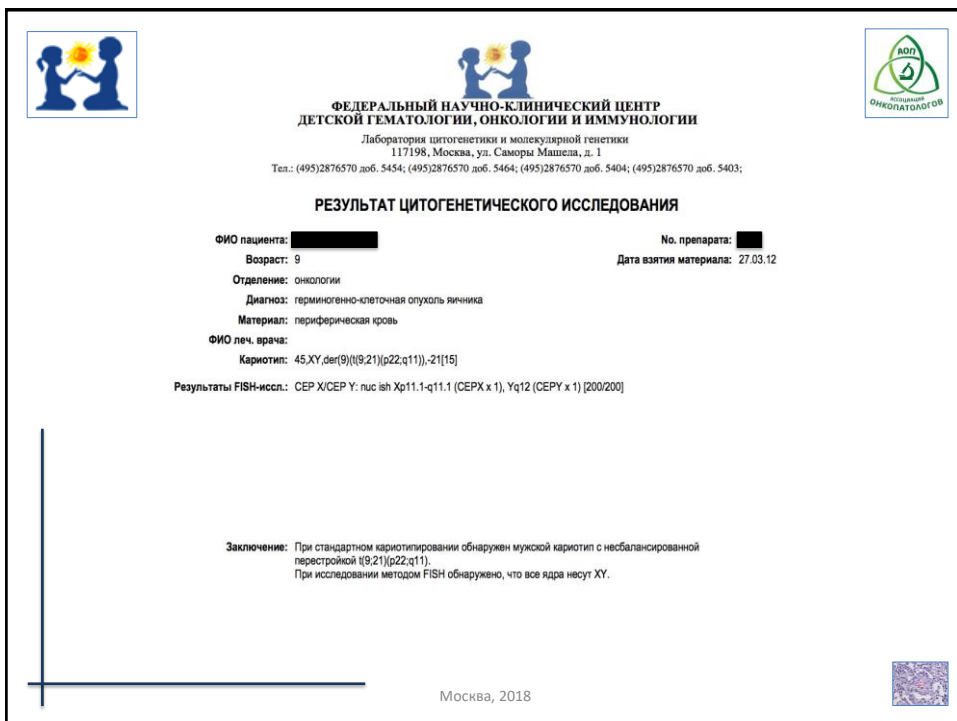 АОП
АССОЦИАЦИЯ
ОНКОПАТОЛОГОВ
ФЕДЕРАЛЬНЫЙ НАУЧНО-КЛИНИЧЕСКИЙ ЦЕНТР
ДЕТСКОЙ ГЕМАТОЛОГИИ, ОНКОЛОГИИ И ИММУНОЛОГИИ
Лаборатория цитогенетики и молекулярной генетики
117198, Москва, ул. Саморы Машела, д. 1
Тел.: (495)2876570 доб. 5454; (495)2876570 доб. 5464; (495)2876570 доб. 5404; (495)2876570 доб. 5403;
РЕЗУЛЬТАТ ЦИТОГЕНЕТИЧЕСКОГО ИССЛЕДОВАНИЯ
ФИО пациента: No. препарата:
Возраст: 9 Дата взятия материала: 27.03.12
Отделение: онкологии
Диагноз: герминогенно-клеточная опухоль яичника
Материал: периферическая кровь
ФИО леч. врача:
Кариотип: 45,XY,der(9)(t(9;21)(p22;q11)),-21[15]
Результаты FISH-иссл.: CEP X/CEP Y: nuc ish Xp11.1-q11.1 (CEPX x 1), Yq12 (CEPY x 1) [200/200]
Заключение: При стандартном кариотипировании обнаружен мужской кариотип с несбалансированной
перестройкой t(9;21)(p22;q11).
При исследовании методом FISH обнаружено, что все ядра несут XY.
Москва, 2018